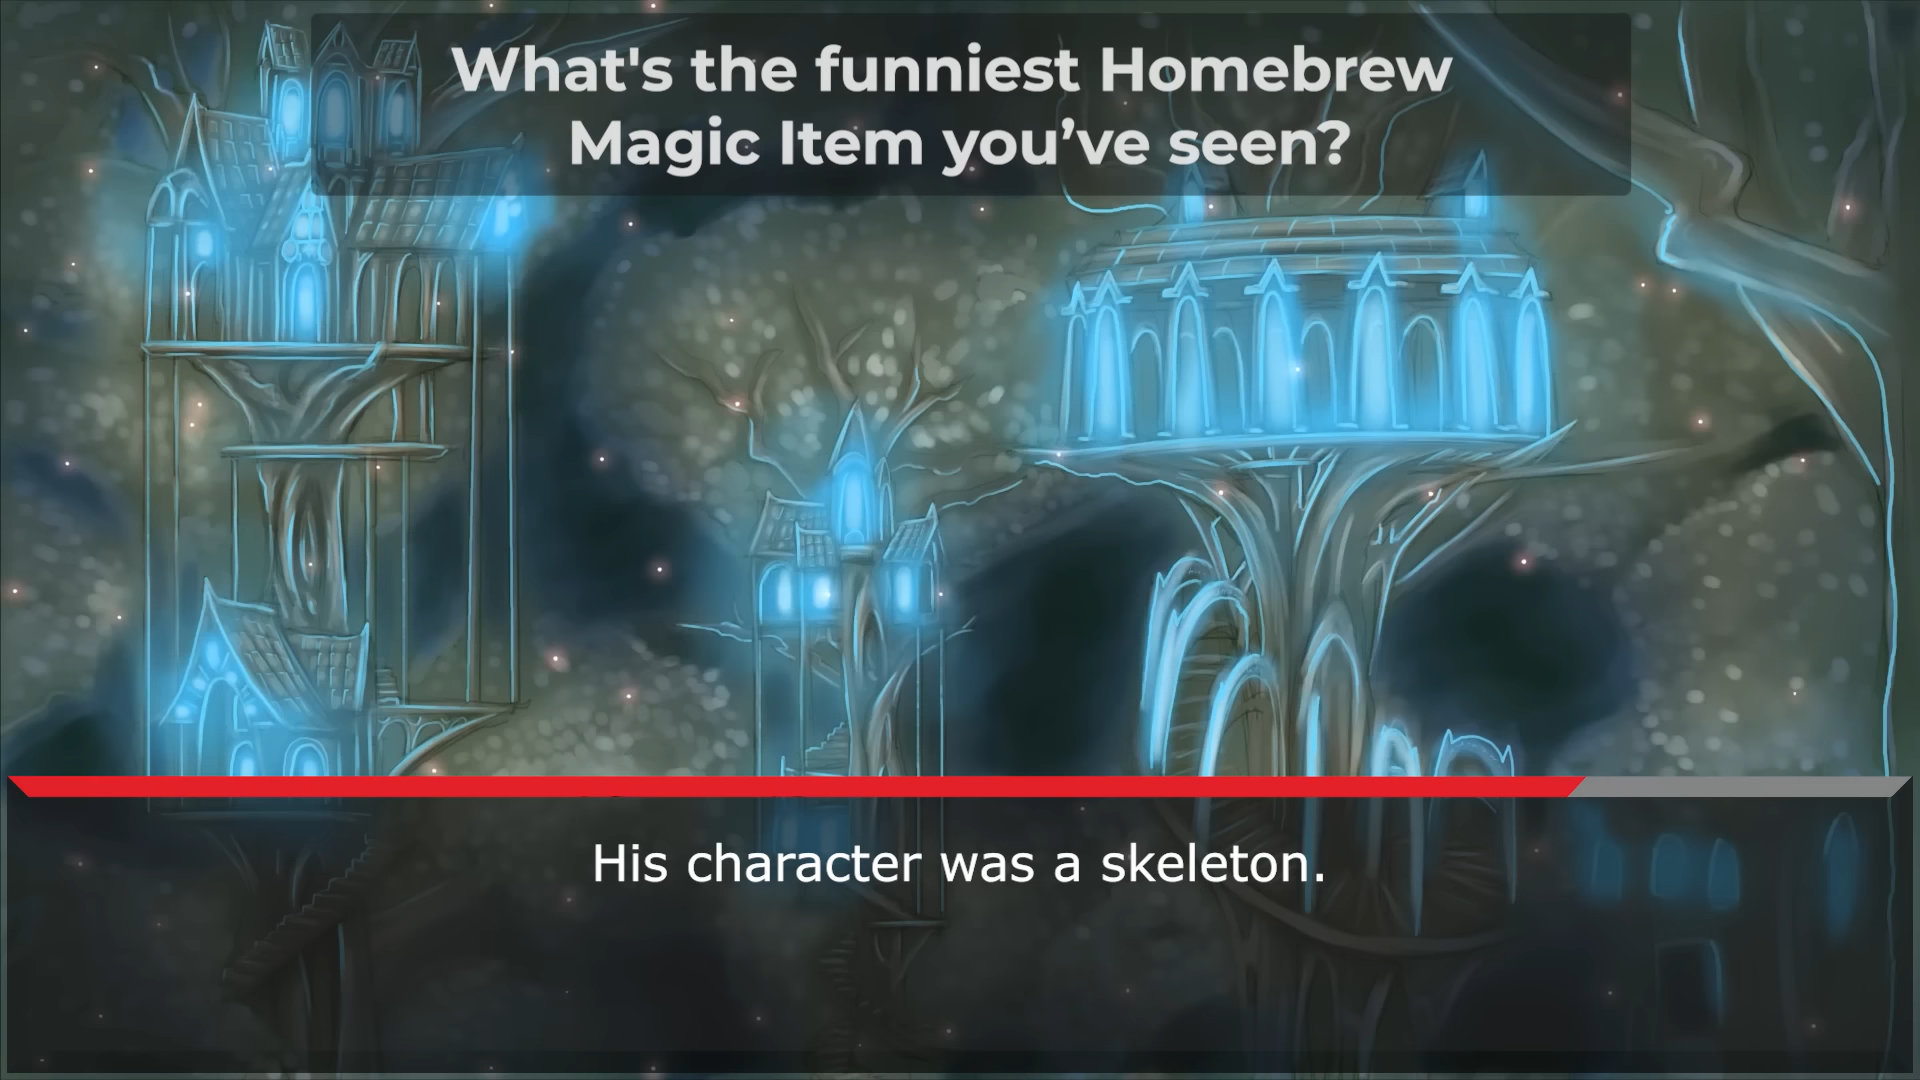 What's the funniest Homebrew
Magic Item you’ve seen?
His character was a skeleton.